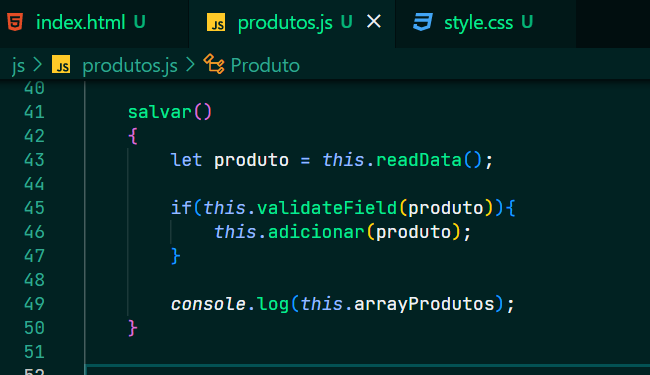 index.html U JS produtos.js U × style.css U
js > JS produtos.js > Produto
40
41 salvar()
42 {
43 let produto = this.readData();
44
45 if(this.validateField(produto)){
46 this.adicionar(produto);
47 }
48
49 console.log(this.arrayProdutos);
50 }
51
52